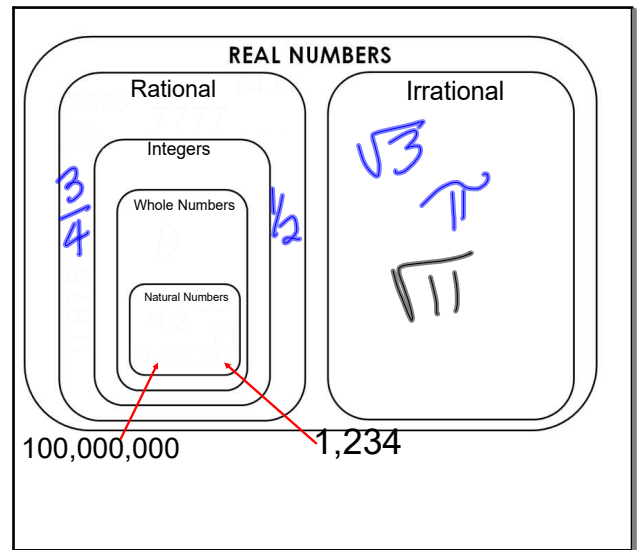 REAL NUMBERS
Rational
Irrational
Integers
√3
3/4
Whole Numbers
1/2
π
√11
Natural Numbers
102
100,000,000
1,234